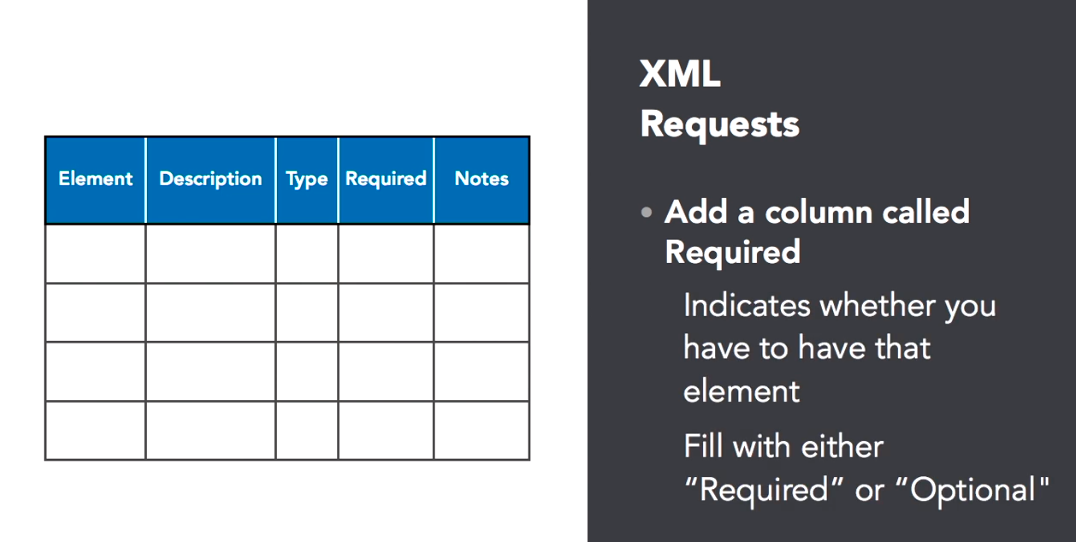 Element Description Type Required Notes
XML
Requests
• Add a column called
Required
Indicates whether you
have to have that
element
Fill with either
“Required” or “Optional"